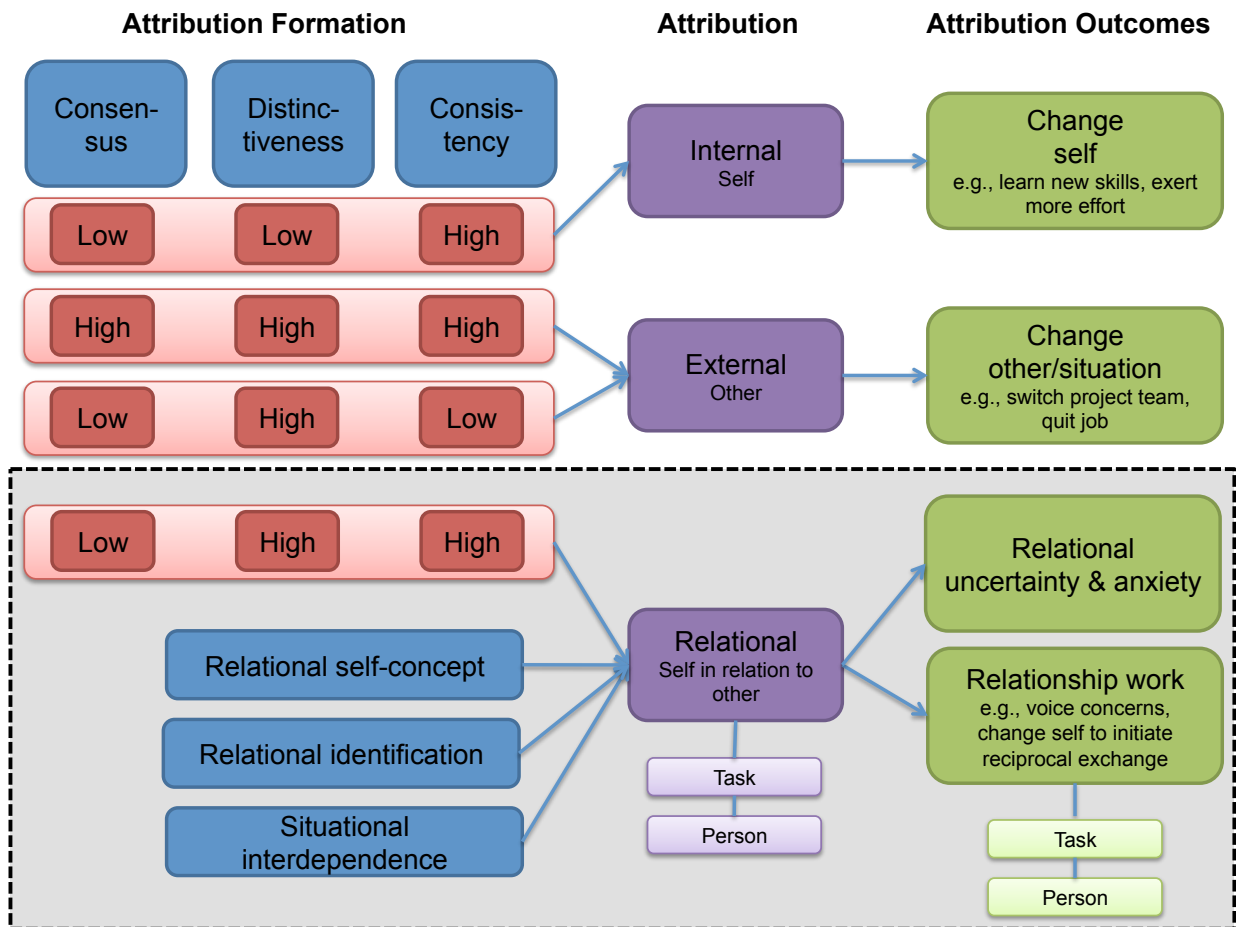 Attribution Formation
Attribution
Attribution Outcomes
Consen-
sus
Distinc-
tiveness
Consis-
tency
Internal
Self
Change
self
e.g., learn new skills, exert
more effort
Low
Low
High
High
High
High
External
Other
Change
other/situation
e.g., switch project team,
quit job
Low
High
Low
Low
High
High
Relational
uncertainty & anxiety
Relational self-concept
Relational
Self in relation to
other
Relationship work
e.g., voice concerns,
change self to initiate
reciprocal exchange
Relational identification
Task
Person
Situational
interdependence
Task
Person